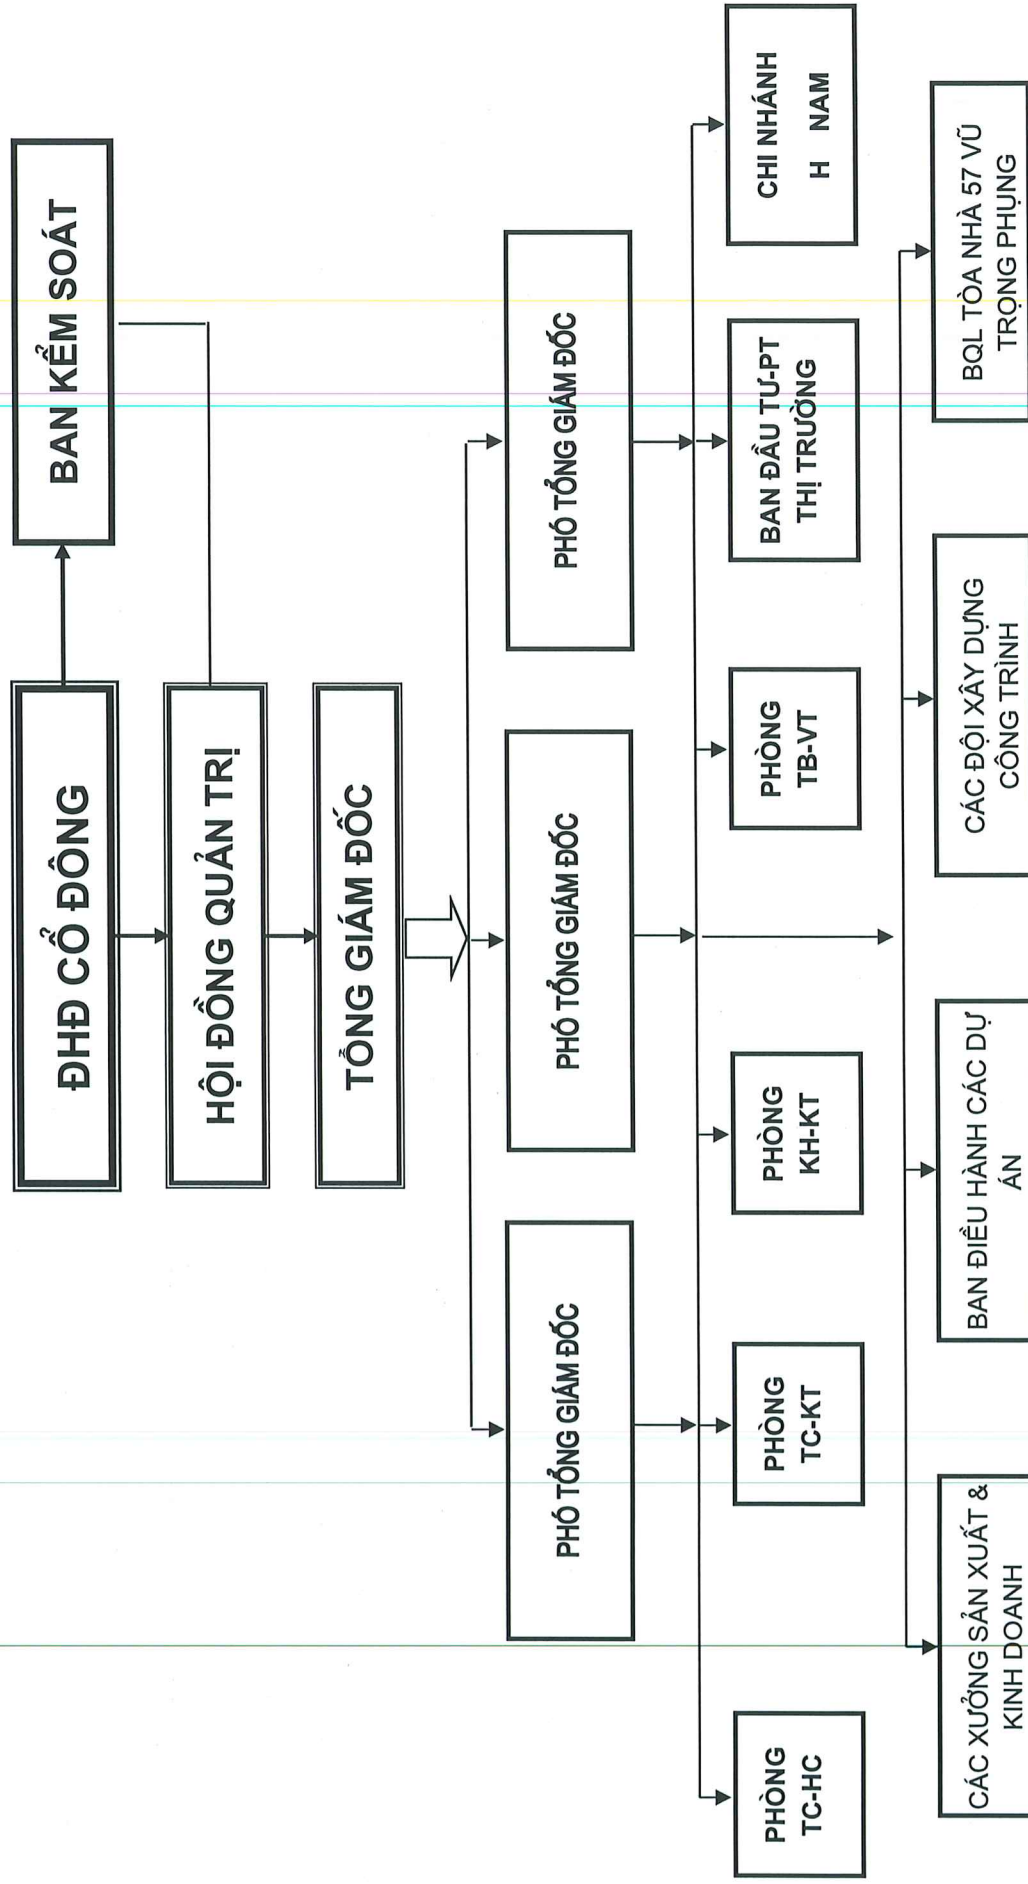 ĐHĐ CỔ ĐÔNG
BAN KỂM SOÁT
HỘI ĐỒNG QUẢN TRỊ
TỔNG GIÁM ĐỐC
PHÓ TỔNG GIÁM ĐỐC
PHÓ TỔNG GIÁM ĐỐC
PHÓ TỔNG GIÁM ĐỐC
PHÒNG
TC-HC
PHÒNG
TC-KT
PHÒNG
KH-KT
PHÒNG
TB-VT
BAN ĐẦU TƯ-PT
THỊ TRƯỜNG
CHI NHÁNH
H NAM
CÁC XƯỞNG SẢN XUẤT &
KINH DOANH
BAN ĐIỀU HÀNH CÁC DỰ
ÁN
CÁC ĐỘI XÂY DỰNG
CÔNG TRÌNH
BQL TÒA NHÀ 57 VŨ
TRỌNG PHỤNG